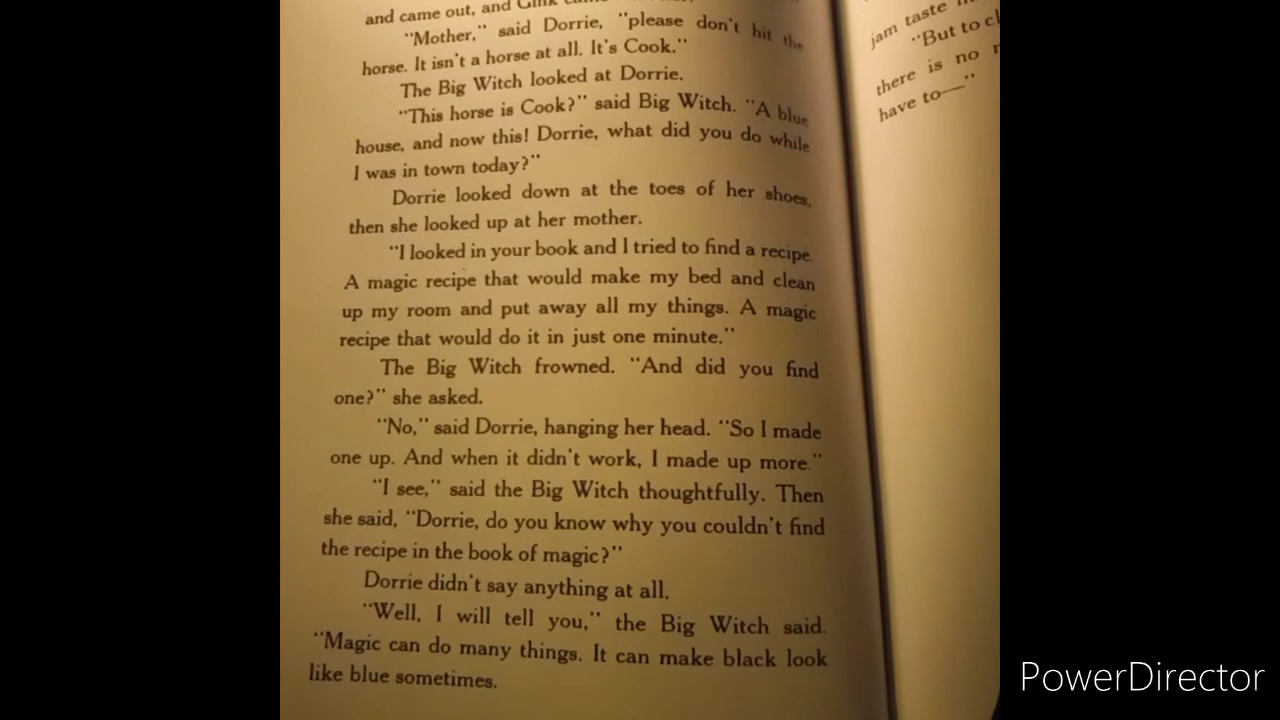 and came out, and Gink came
"Mother," said Dorrie, "please don't hit the
horse. It isn't a horse at all. It's Cook."
The Big Witch looked at Dorrie.
"This horse is Cook?" said Big Witch. "A blue
house, and now this! Dorrie, what did you do while
I was in town today?"
Dorrie looked down at the toes of her shoes,
then she looked up at her mother.
"I looked in your book and I tried to find a recipe.
A magic recipe that would make my bed and clean
up my room and put away all my things. A magic
recipe that would do it in just one minute."
The Big Witch frowned. "And did you find
one?" she asked.
"No," said Dorrie, hanging her head. "So I made
one up. And when it didn't work, I made up more."
"I see," said the Big Witch thoughtfully. Then
she said, "Dorrie, do you know why you couldn't find
the recipe in the book of magic?"
Dorrie didn't say anything at all.
"Well, I will tell you," the Big Witch said.
"Magic can do many things. It can make black look
like blue sometimes.
jam taste
"But to cl
there is no
have to—"
PowerDirector